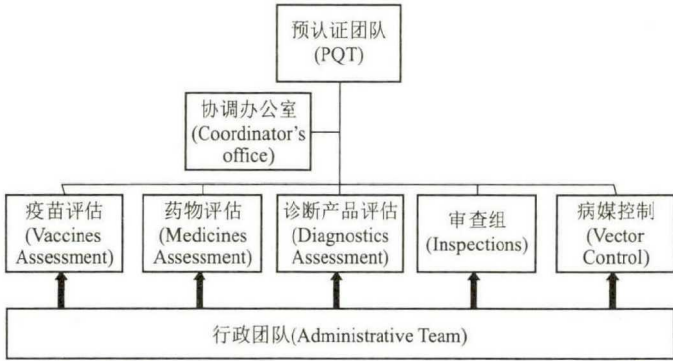 预认证团队
(PQT)
协调办公室
(Coordinator's
office)
疫苗评估
(Vaccines
Assessment)
药物评估
(Medicines
Assessment)
诊断产品评估
(Diagnostics
Assessment)
审查组
(Inspections)
病媒控制
(Vector
Control)
行政团队(Administrative Team)